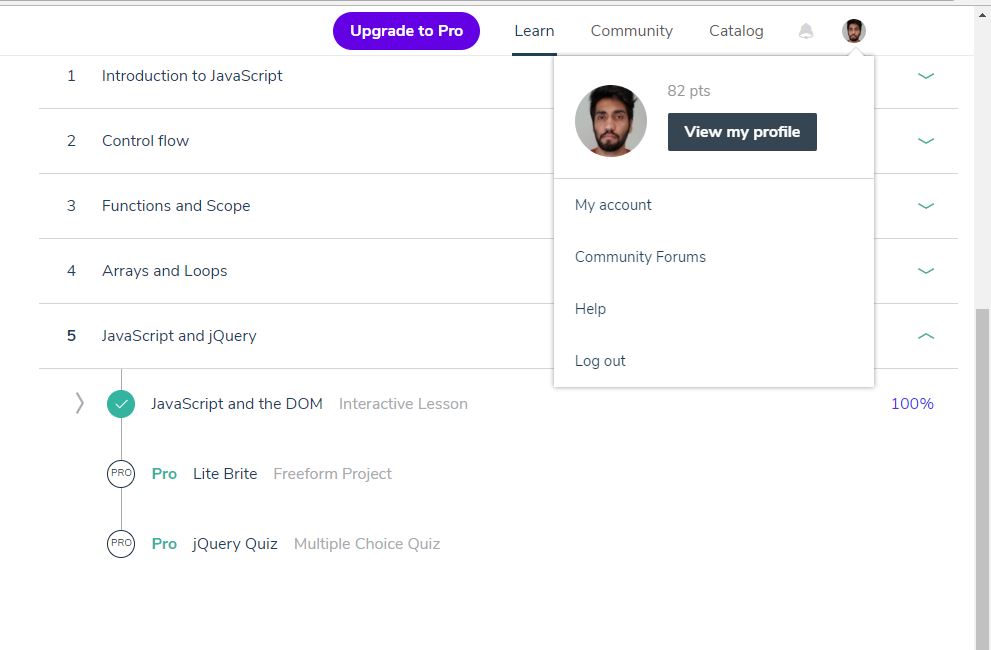 Upgrade to Pro Learn Community Catalog
82 pts
View my profile
My account
Community Forums
Help
Log out
1 Introduction to JavaScript
2 Control flow
3 Functions and Scope
4 Arrays and Loops
5 JavaScript and jQuery
JavaScript and the DOM Interactive Lesson 100%
PRO Pro Lite Brite Freeform Project
PRO Pro jQuery Quiz Multiple Choice Quiz